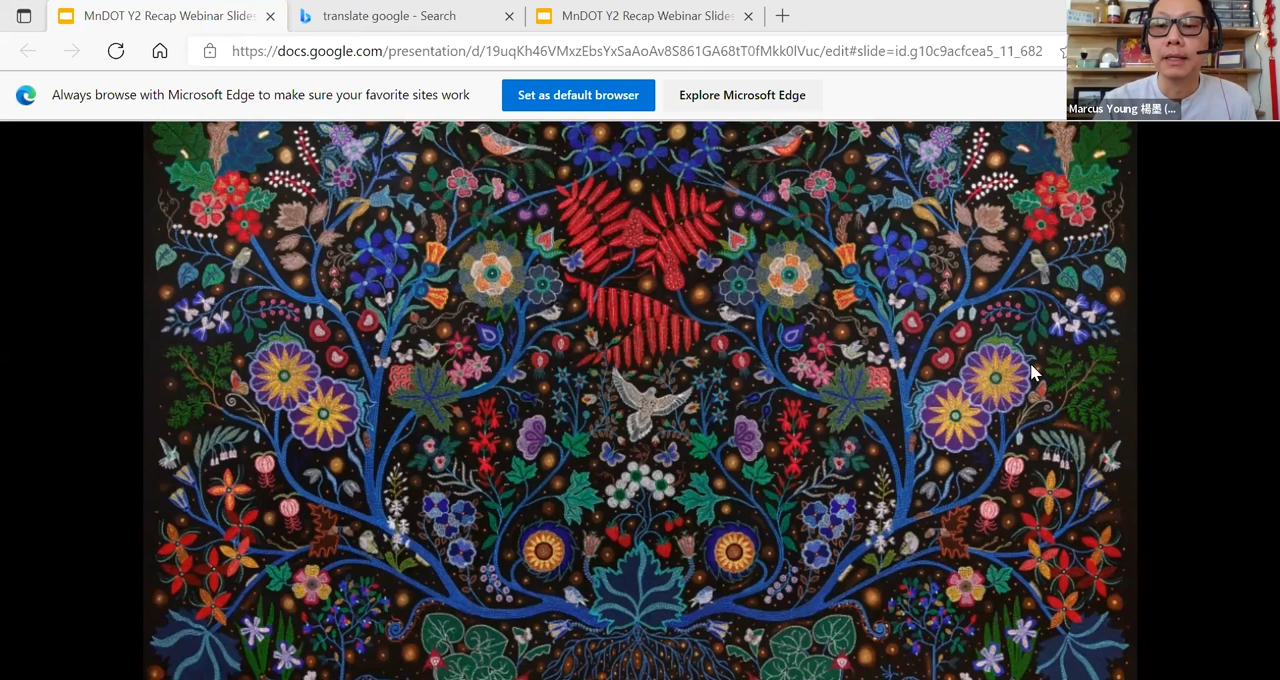 MnDOT Y2 Recap Webinar Slides
translate google - Search
MnDOT Y2 Recap Webinar Slides
https://docs.google.com/presentation/d/19uqKh46VMxzEbsYxSaAoAv8S861GA68tT0fMkk0lVuc/edit#slide=id.g10c9acfcea5_11_682
Always browse with Microsoft Edge to make sure your favorite sites work
Set as default browser
Explore Microsoft Edge
Marcus Young 楊墨 (...